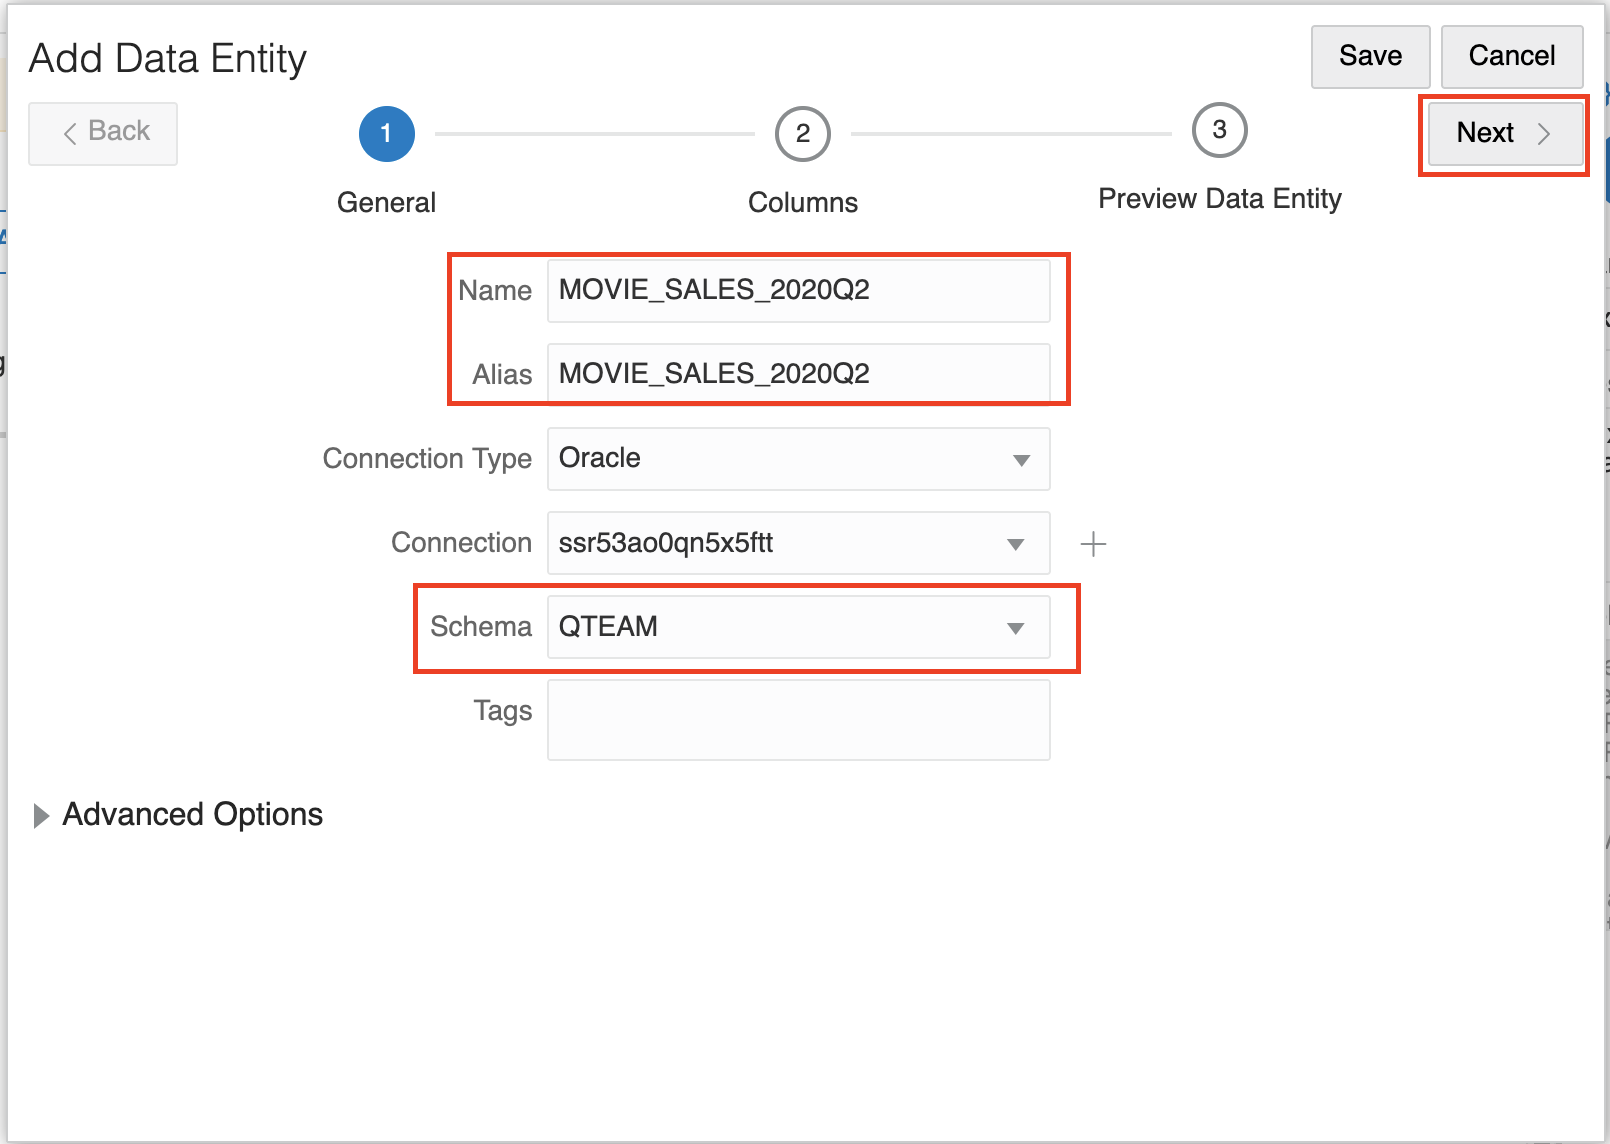 Add Data Entity
Save Cancel
Back 1 2 3 Next
General Columns Preview Data Entity
Name MOVIE_SALES_2020Q2
Alias MOVIE_SALES_2020Q2
Connection Type Oracle
Connection ssr53ao0qn5x5ftt
Schema QTEAM
Tags
Advanced Options